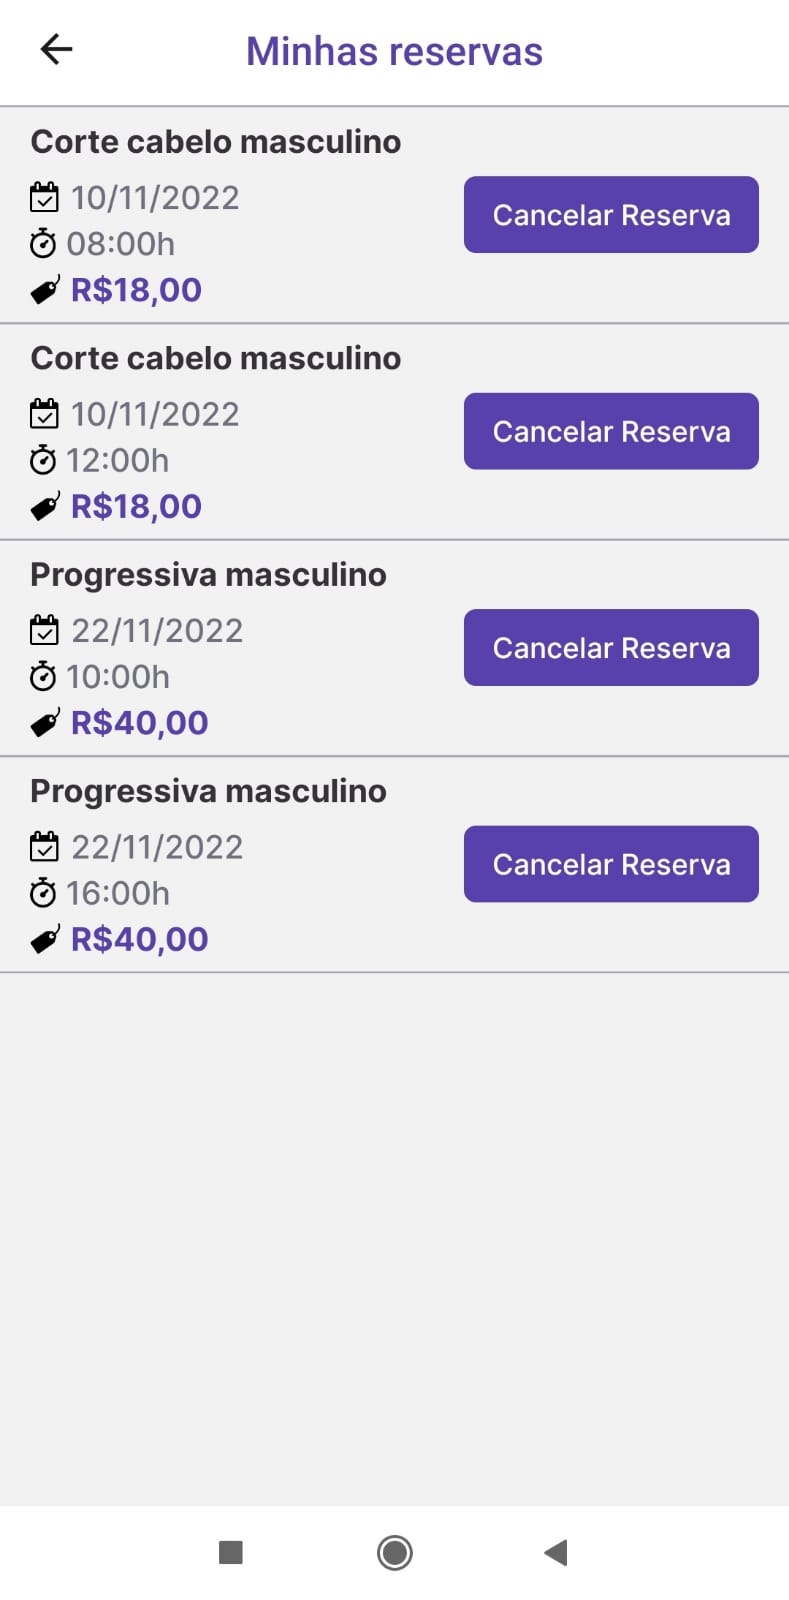 Minhas reservas
Corte cabelo masculino
10/11/2022
Cancelar Reserva
08:00h
R$18,00
Corte cabelo masculino
10/11/2022
Cancelar Reserva
12:00h
R$18,00
Progressiva masculino
22/11/2022
Cancelar Reserva
10:00h
R$40,00
Progressiva masculino
22/11/2022
Cancelar Reserva
16:00h
R$40,00